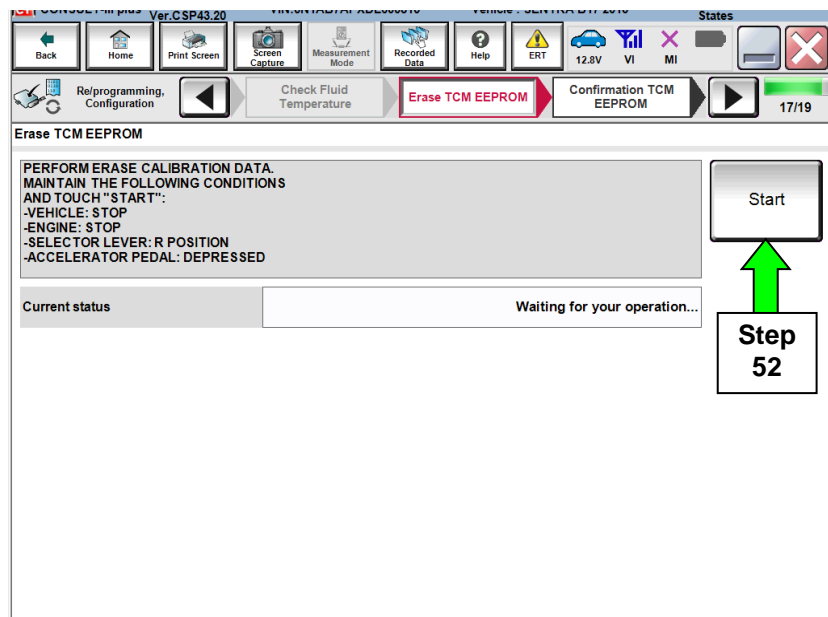 Ver.CSP43.20
States
Back
Home
Print Screen
Screen
Capture
Measurement
Mode
Recorded
Data
Help
ERT
12.8V
VI
MI
Re/programming,
Configuration
Check Fluid
Temperature
Erase TCM EEPROM
Confirmation TCM
EEPROM
17/19
Erase TCM EEPROM
PERFORM ERASE CALIBRATION DATA.
MAINTAIN THE FOLLOWING CONDITIONS
AND TOUCH "START":
-VEHICLE: STOP
-ENGINE: STOP
-SELECTOR LEVER: R POSITION
-ACCELERATOR PEDAL: DEPRESSED
Start
Current status
Waiting for your operation...
Step
52